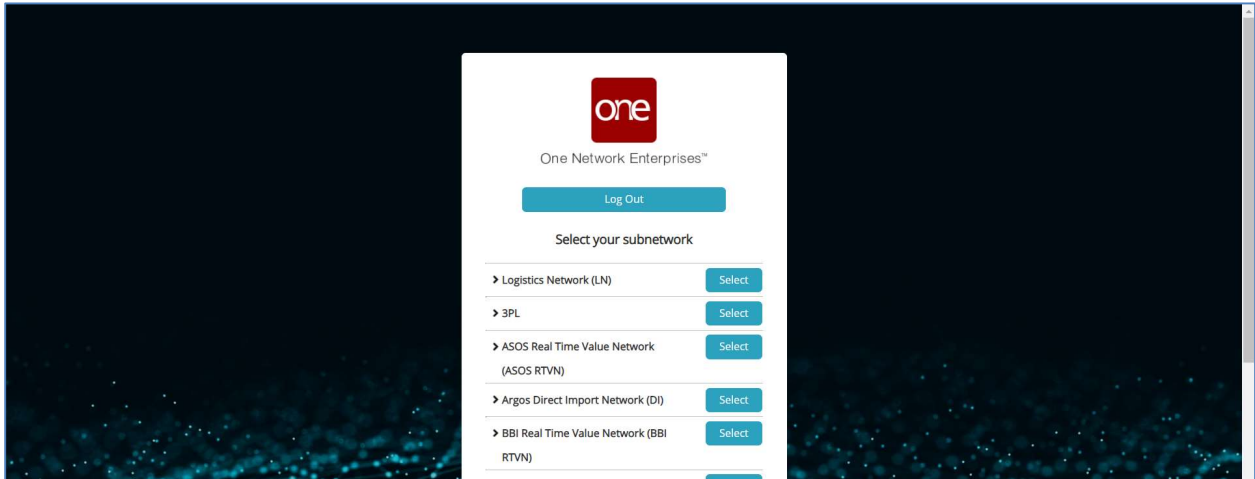 one
One Network Enterprises™
Log Out
Select your subnetwork
Logistics Network (LN) Select
3PL Select
ASOS Real Time Value Network Select
(ASOS RTVN)
Argos Direct Import Network (DI) Select
BBI Real Time Value Network (BBI Select
RTVN)